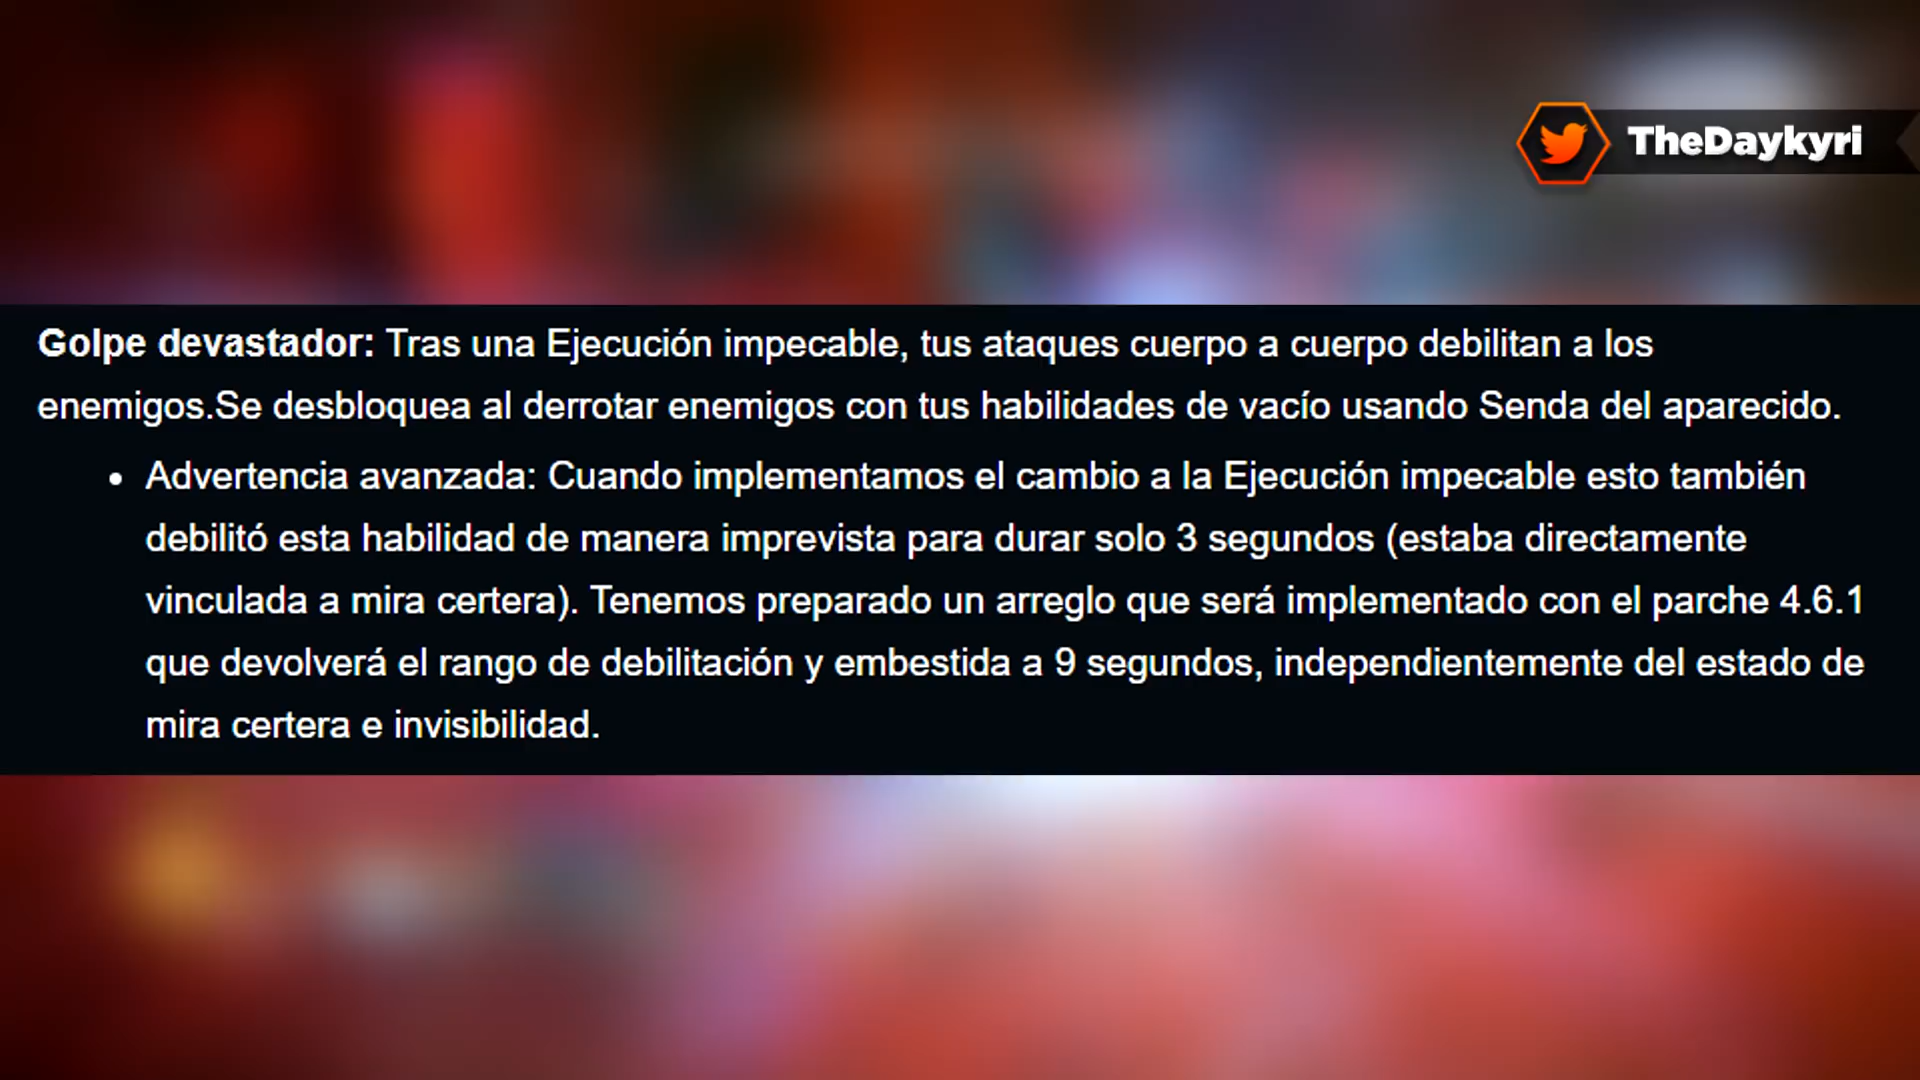 TheDaykyri
Golpe devastador: Tras una Ejecución impecable, tus ataques cuerpo a cuerpo debilitan a los
enemigos.Se desbloquea al derrotar enemigos con tus habilidades de vacío usando Senda del aparecido.
• Advertencia avanzada: Cuando implementamos el cambio a la Ejecución impecable esto también
debilitó esta habilidad de manera imprevista para durar solo 3 segundos (estaba directamente
vinculada a mira certera). Tenemos preparado un arreglo que será implementado con el parche 4.6.1
que devolverá el rango de debilitación y embestida a 9 segundos, independientemente del estado de
mira certera e invisibilidad.